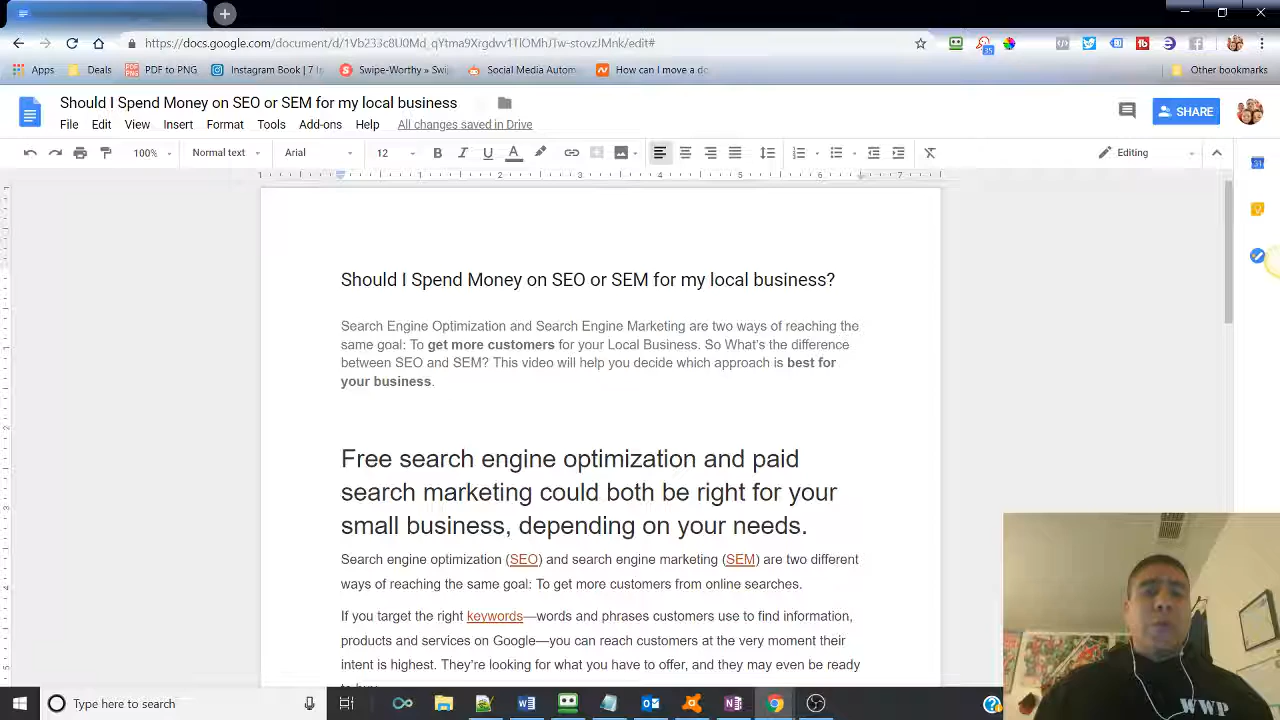 https://docs.google.com/document/d/
Apps
Deals
PDF to PNG
Instagram Book | 7 I
Swipe-Worthy » Swip
Social Media Autom
How can I move a do
Other bookmarks
Should I Spend Money on SEO or SEM for my local business
File Edit View Insert Format Tools Add-ons Help All changes saved in Drive
SHARE
100% Normal text Arial 12 B I U A Editing
1 2 3 4 5 6 7
Should I Spend Money on SEO or SEM for my local business?
Search Engine Optimization and Search Engine Marketing are two ways of reaching the
same goal: To get more customers for your Local Business. So What's the difference
between SEO and SEM? This video will help you decide which approach is best for
your business.
Free search engine optimization and paid
search marketing could both be right for your
small business, depending on your needs.
Search engine optimization (SEO) and search engine marketing (SEM) are two different
ways of reaching the same goal: To get more customers from online searches.
If you target the right keywords—words and phrases customers use to find information,
products and services on Google—you can reach customers at the very moment their
intent is highest. They're looking for what you have to offer, and they may even be ready
WWP
Type here to search